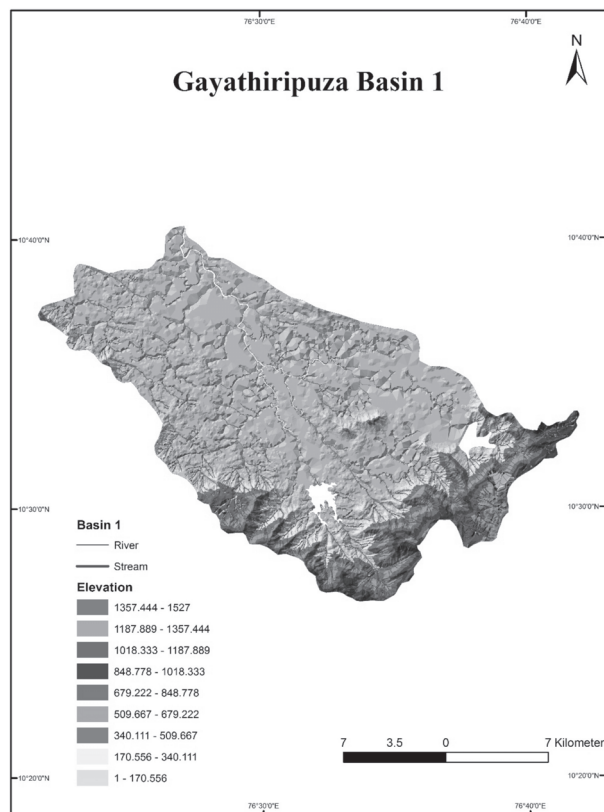 76°30'0"E 76°40'0"E
N
Gayathiripuza Basin 1
10°40'0"N 10°40'0"N
10°30'0"N 10°30'0"N
Basin 1
River
Stream
Elevation
1357.444 - 1527
1187.889 - 1357.444
1018.333 - 1187.889
848.778 - 1018.333
679.222 - 848.778
509.667 - 679.222
340.111 - 509.667
170.556 - 340.111
1 - 170.556
7 3.5 0 7 Kilometer
10°20'0"N 10°20'0"N
76°30'0"E 76°40'0"E